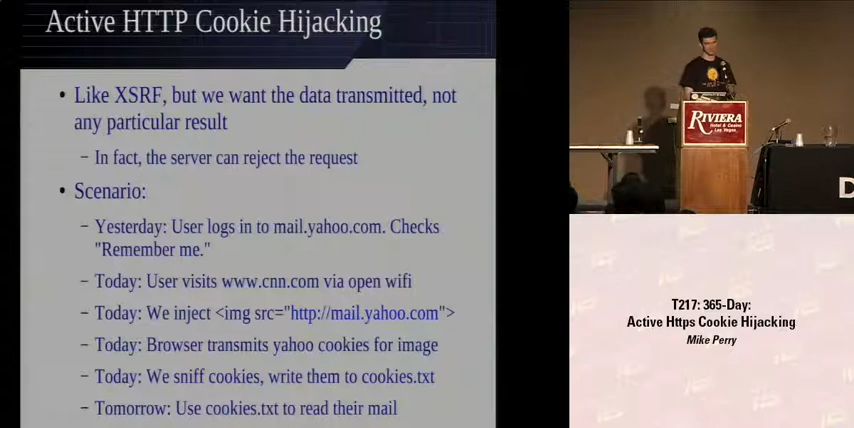 Active HTTP Cookie Hijacking
• Like XSRF, but we want the data transmitted, not
any particular result
– In fact, the server can reject the request
• Scenario:
– Yesterday: User logs in to mail.yahoo.com. Checks
"Remember me."
– Today: User visits www.cnn.com via open wifi
– Today: We inject <img src="http://mail.yahoo.com">
– Today: Browser transmits yahoo cookies for image
– Today: We sniff cookies, write them to cookies.txt
– Tomorrow: Use cookies.txt to read their mail
RIVIERA
Hotel & Casino
Las Vegas
D
T217: 365-Day:
Active Https Cookie Hijacking
Mike Perry